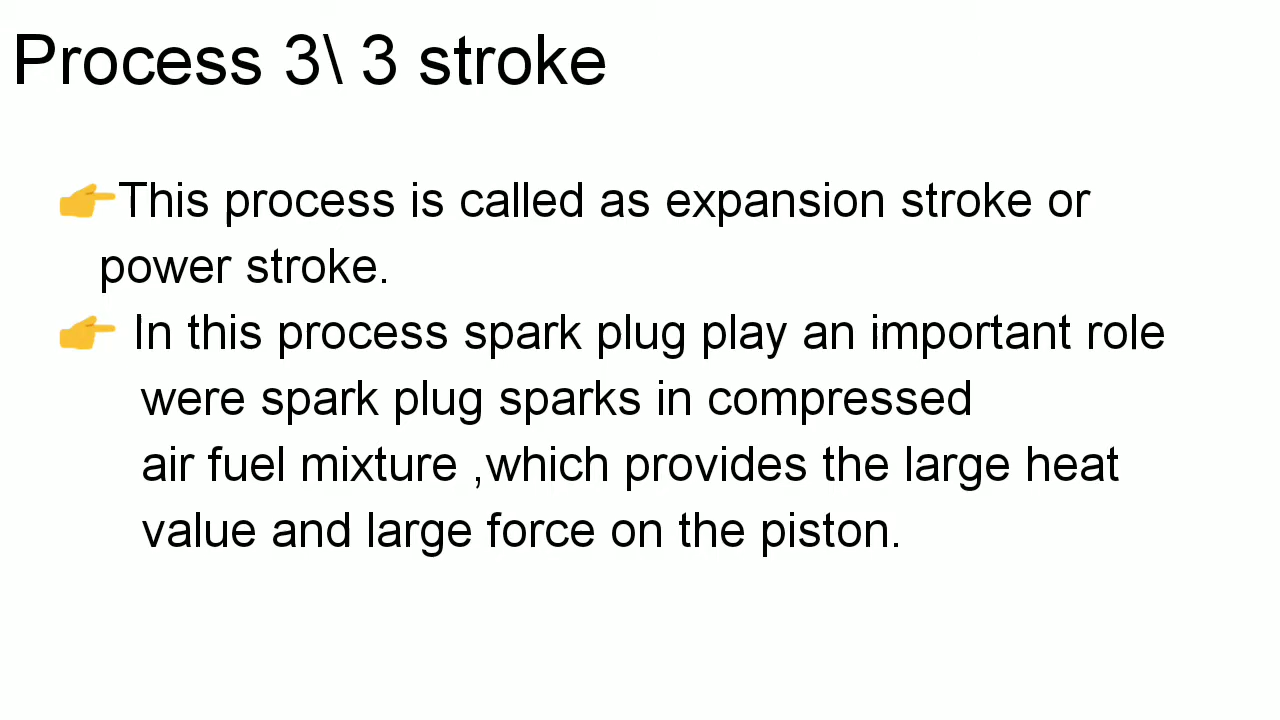 Process 3\ 3 stroke
👉This process is called as expansion stroke or
power stroke.
👉 In this process spark plug play an important role
were spark plug sparks in compressed
air fuel mixture ,which provides the large heat
value and large force on the piston.